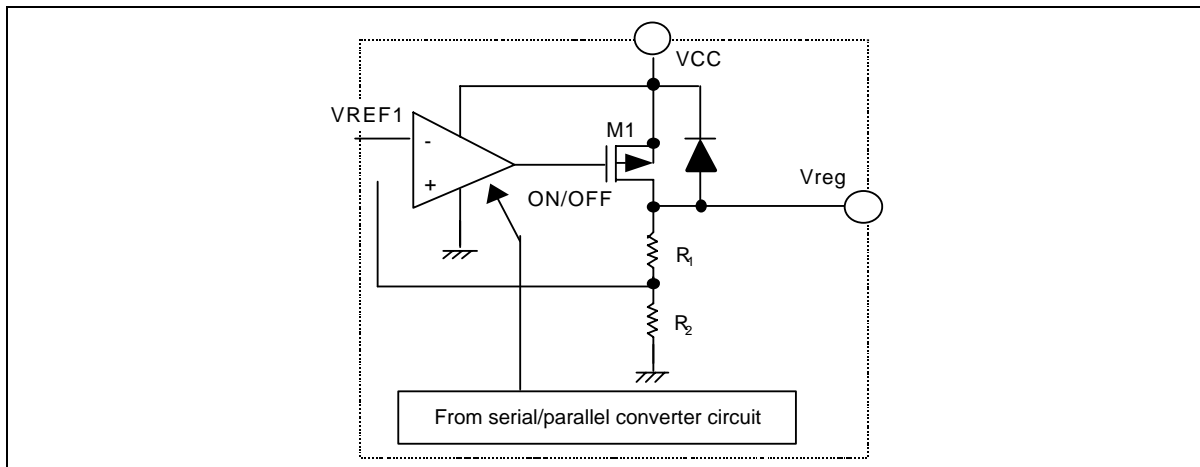 VCC
VREF1
M1
-
+
ON/OFF
Vreg
R1
R2
From serial/parallel converter circuit